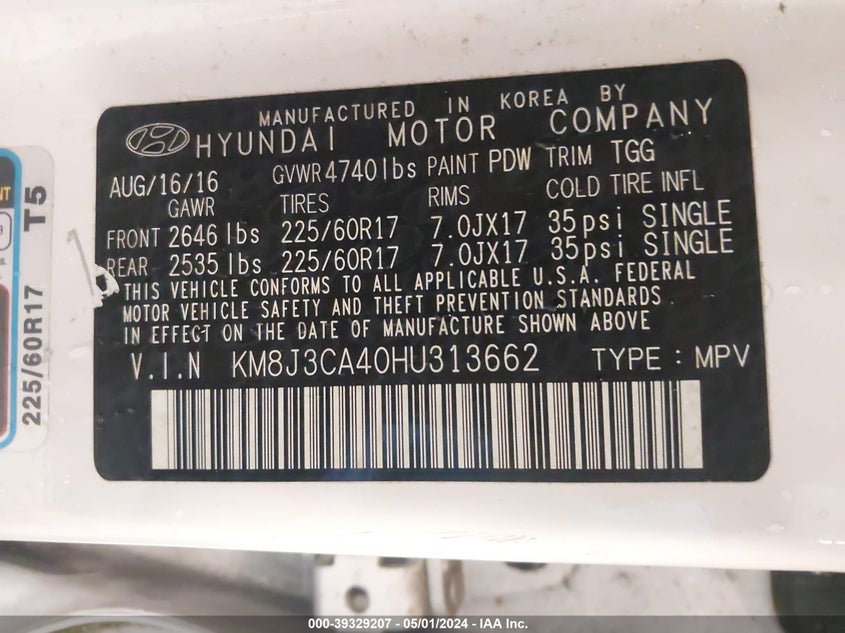 MANUFACTURED IN KOREA BY
HYUNDAI MOTOR COMPANY
AUG/16/16 GVWR 4740lbs PAINT PDW TRIM TGG
GAWR TIRES RIMS COLD TIRE INFL
FRONT 2646 lbs 225/60R17 7.0JX17 35psi SINGLE
REAR 2535 lbs 225/60R17 7.0JX17 35psi SINGLE
THIS VEHICLE CONFORMS TO ALL APPLICABLE U.S.A. FEDERAL
MOTOR VEHICLE SAFETY AND THEFT PREVENTION STANDARDS
IN EFFECT ON THE DATE OF MANUFACTURE SHOWN ABOVE
V.I.N KM8J3CA40HU313662 TYPE : MPV
225/60R17 T5
000-39329207 - 05/01/2024 - IAA Inc.